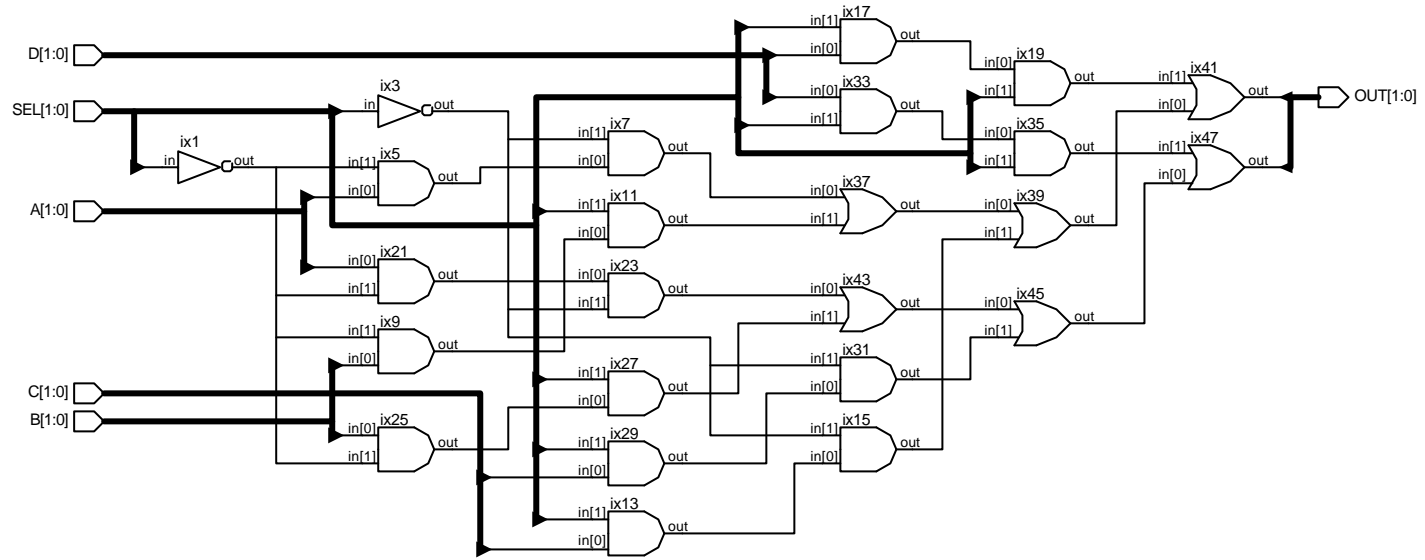 D[1:0]
SEL[1:0]
A[1:0]
C[1:0]
B[1:0]
ix1
in out
ix3
in out
ix5
in[1] out
in[0]
ix21
in[0] out
in[1]
ix9
in[1] out
in[0]
ix25
in[0] out
in[1]
ix7
in[1] out
in[0]
ix11
in[1] out
in[0]
ix23
in[0] out
in[1]
ix27
in[1] out
in[0]
ix29
in[1] out
in[0]
ix13
in[1] out
in[0]
ix17
in[1] out
in[0]
ix33
in[0] out
in[1]
ix37
in[0] out
in[1]
ix43
in[0] out
in[1]
ix31
in[1] out
in[0]
ix15
in[1] out
in[0]
ix19
in[0] out
in[1]
ix35
in[0] out
in[1]
ix39
in[0] out
in[1]
ix45
in[0] out
in[1]
ix41
in[1] out
in[0]
ix47
in[1] out
in[0]
OUT[1:0]